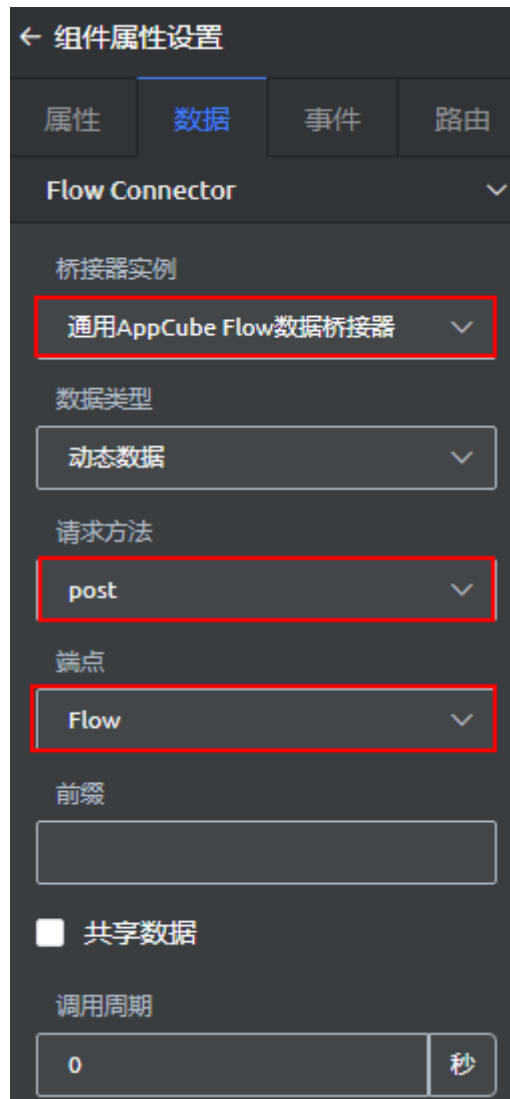 ← 组件属性设置
属性 数据 事件 路由
Flow Connector
桥接器实例
通用AppCube Flow数据桥接器
数据类型
动态数据
请求方法
post
端点
Flow
前缀
共享数据
调用周期
0 秒